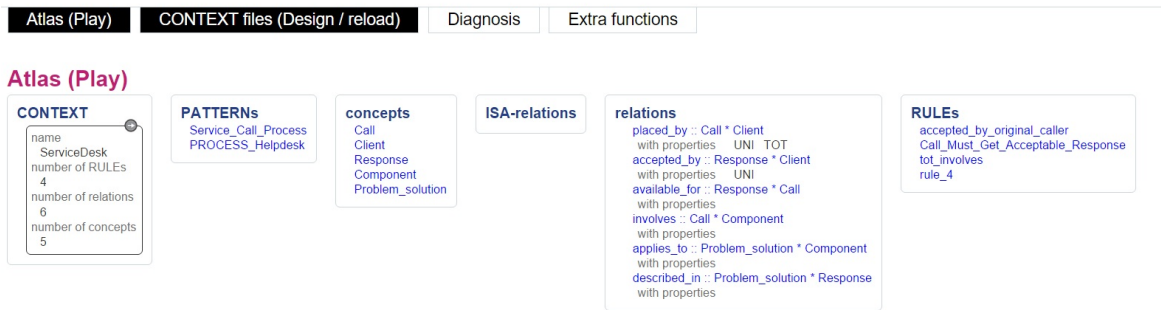 Atlas (Play)
CONTEXT files (Design / reload)
Diagnosis
Extra functions
Atlas (Play)
CONTEXT
name
ServiceDesk
number of RULEs
4
number of relations
6
number of concepts
5
PATTERNs
Service_Call_Process
PROCESS_Helpdesk
concepts
Call
Client
Response
Component
Problem_solution
ISA-relations
relations
placed_by :: Call * Client
with properties UNI TOT
accepted_by :: Response * Client
with properties UNI
available_for :: Response * Call
with properties
involves :: Call * Component
with properties
applies_to :: Problem_solution * Component
with properties
described_in :: Problem_solution * Response
with properties
RULEs
accepted_by_original_caller
Call_Must_Get_Acceptable_Response
tot_involves
rule_4